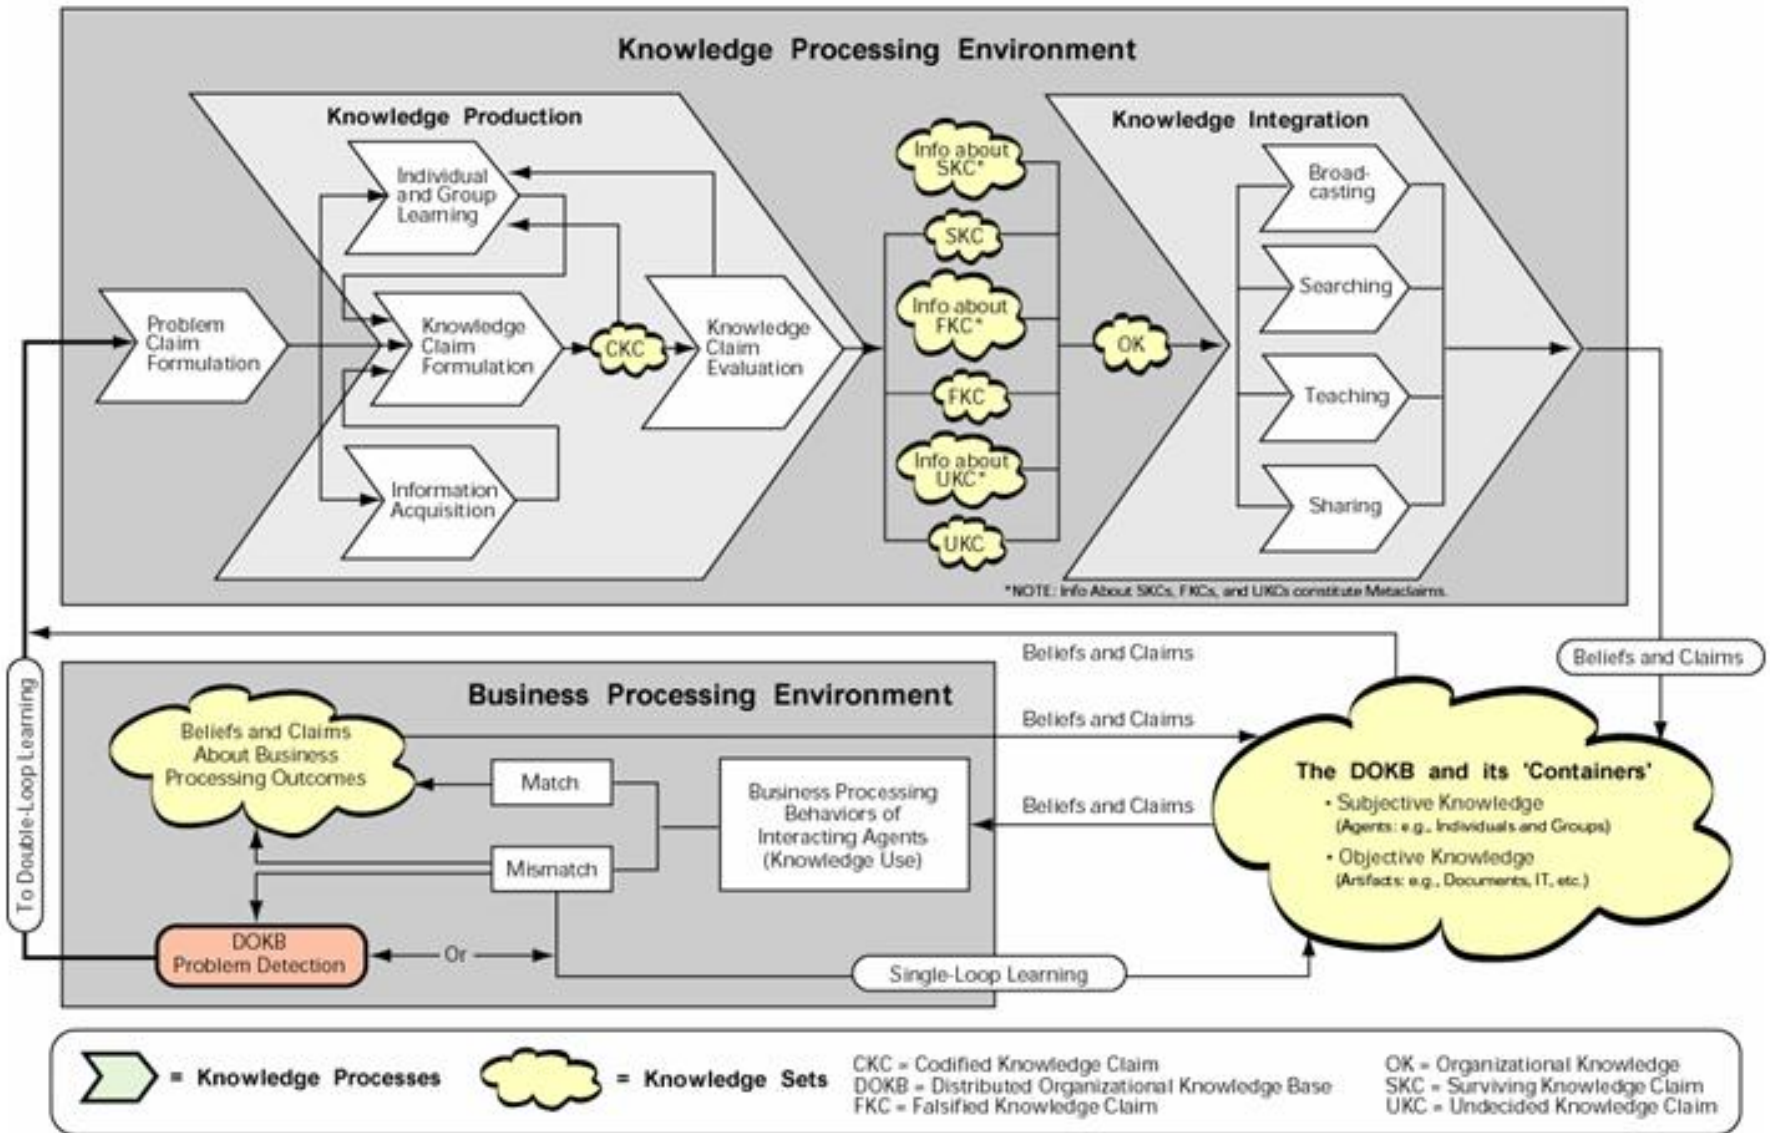 Knowledge Processing Environment
Knowledge Production
Individual
and Group
Learning
Problem
Claim
Formulation
Knowledge
Claim
Formulation
CKC
Knowledge
Claim
Evaluation
Information
Acquisition
Info about
SKC*
SKC
Info about
FKC*
FKC
Info about
UKC*
UKC
OK
Knowledge Integration
Broad-
casting
Searching
Teaching
Sharing
*NOTE: Info About SKCs, FKCs, and UKCs constitute Metaclaims.
Beliefs and Claims
Beliefs and Claims
Beliefs and Claims
Beliefs and Claims
To Double-Loop Learning
Business Processing Environment
Beliefs and Claims
About Business
Processing Outcomes
Match
Mismatch
Business Processing
Behaviors of
Interacting Agents
(Knowledge Use)
DOKB
Problem Detection
Or
Single-Loop Learning
The DOKB and its 'Containers'
• Subjective Knowledge
(Agents: e.g., Individuals and Groups)
• Objective Knowledge
(Artifacts: e.g., Documents, IT, etc.)
= Knowledge Processes
= Knowledge Sets
CKC = Codified Knowledge Claim
DOKB = Distributed Organizational Knowledge Base
FKC = Falsified Knowledge Claim
OK = Organizational Knowledge
SKC = Surviving Knowledge Claim
UKC = Undecided Knowledge Claim